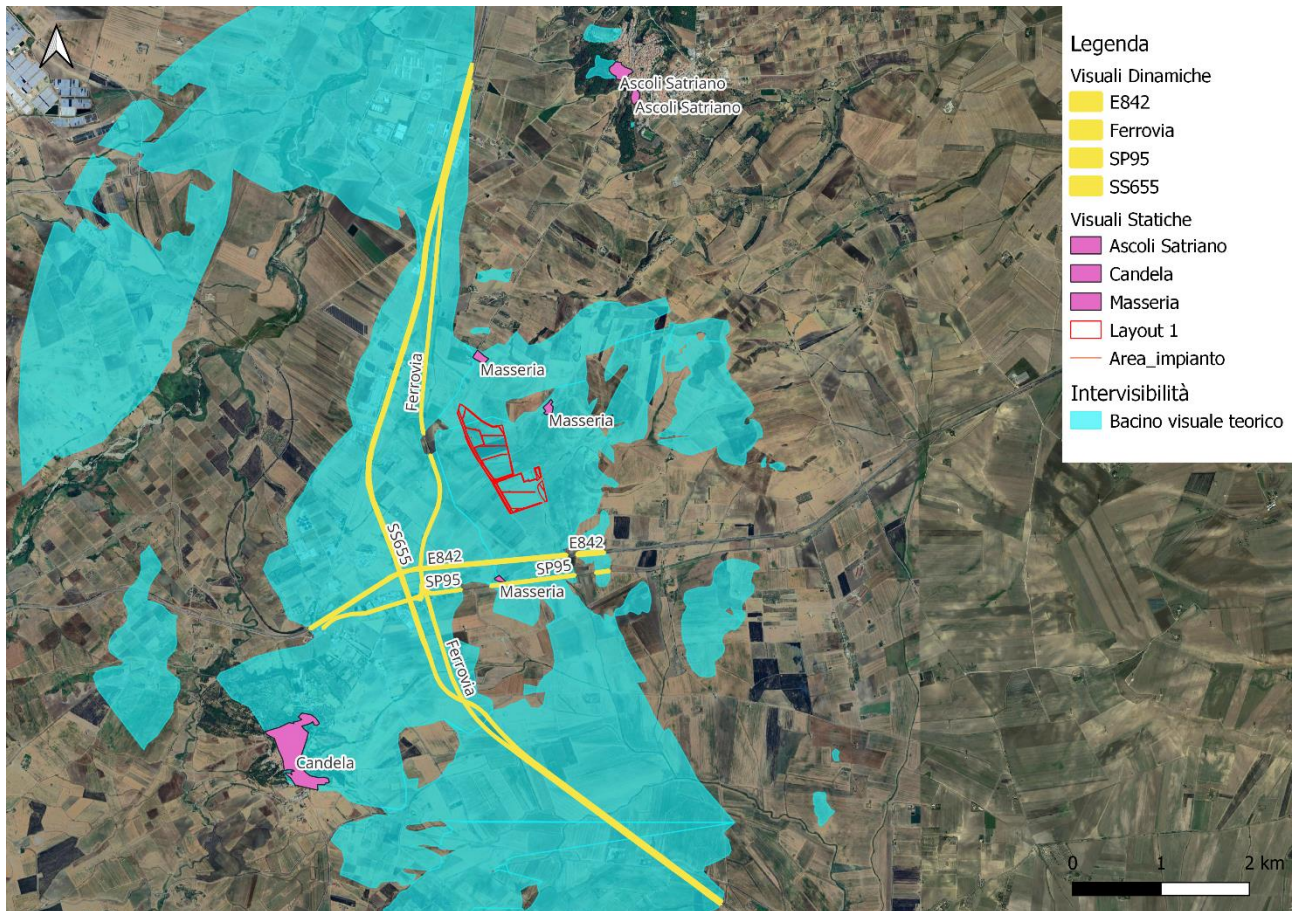 Ascoli Satriano
Ascoli Satriano
Ferrovia
Masseria
Masseria
SS655
E842
E842
SP95
SP95
Masseria
Ferrovia
Candela
Legenda
Visuali Dinamiche
E842
Ferrovia
SP95
SS655
Visuali Statiche
Ascoli Satriano
Candela
Masseria
Layout 1
Area_impianto
Intervisibilità
Bacino visuale teorico
0 1 2 km